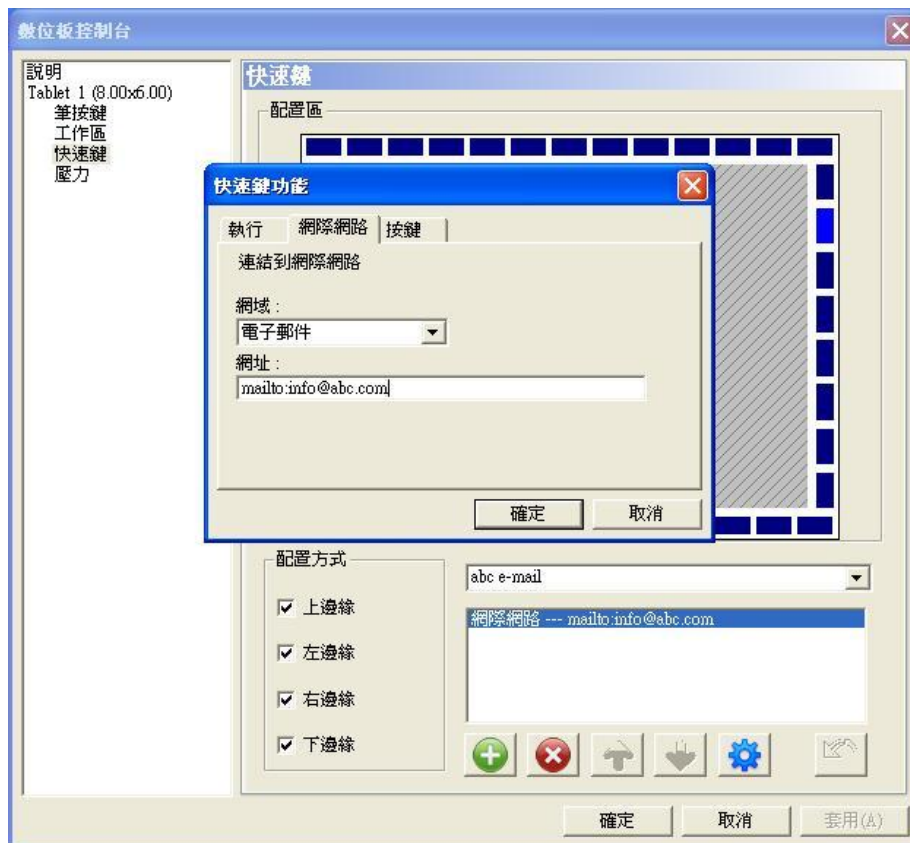 數位板控制台
說明
Tablet 1 (8.00x6.00)
筆按鍵
工作區
快速鍵
壓力
快速鍵
配置區
快速鍵功能
執行 網際網路 按鍵
連結到網際網路
網域：
電子郵件
網址：
mailto:info@abc.com
確定 取消
配置方式
上邊緣
左邊緣
右邊緣
下邊緣
abc e-mail
網際網路 --- mailto:info@abc.com
確定 取消 套用(A)